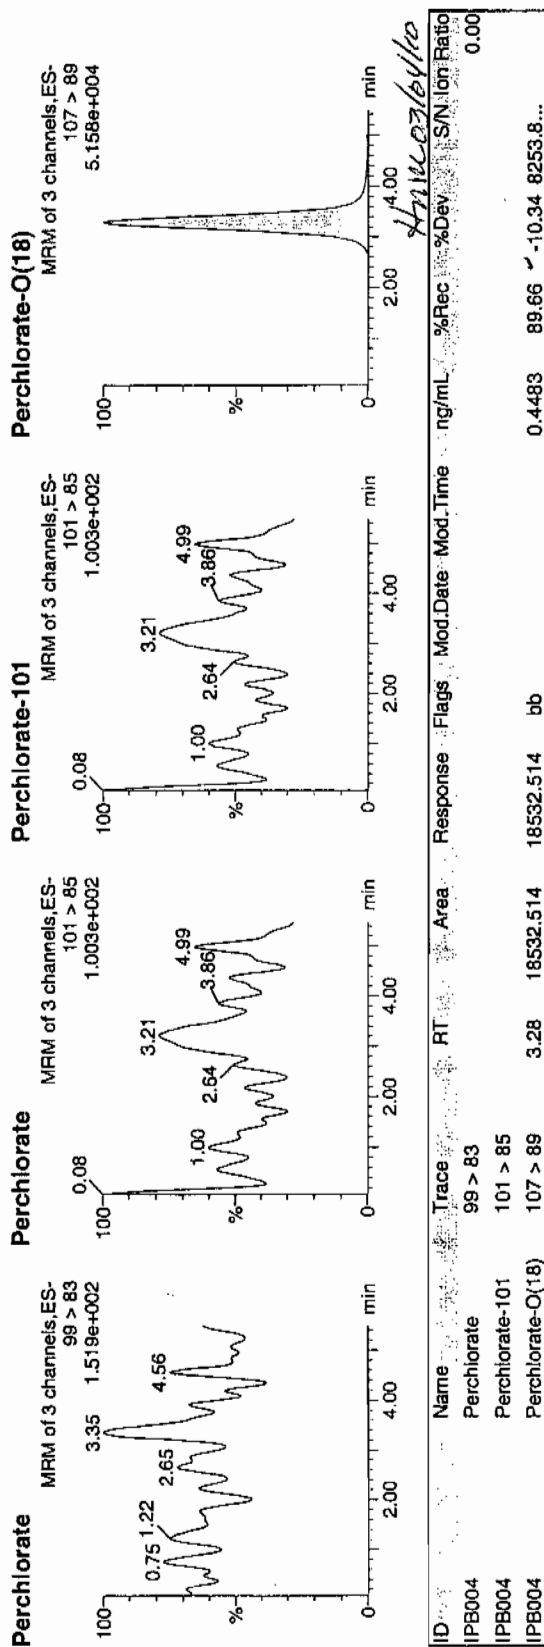 Perchlorate
MRM of 3 channels,ES-
99 > 83
1.519e+002
100
%
0
0.75
1.22
2.65
3.35
4.56
2.00
4.00
min
Perchlorate
MRM of 3 channels,ES-
101 > 85
1.003e+002
100
%
0
0.08
1.00
2.64
3.21
3.86
4.99
2.00
4.00
min
Perchlorate-101
MRM of 3 channels,ES-
101 > 85
1.003e+002
100
%
0
0.08
1.00
2.64
3.21
3.86
4.99
2.00
4.00
min
Perchlorate-O(18)
MRM of 3 channels,ES-
107 > 89
5.158e+004
100
%
0
2.00
4.00
min
03/04/10
ID Name Trace RT Area Response Flags Mod.Date Mod.Time ng/mL %Rec %Dev S/N Ion Ratio
IPB004 Perchlorate 99 > 83 0.00
IPB004 Perchlorate-101 101 > 85
IPB004 Perchlorate-O(18) 107 > 89 3.28 18532.514 18532.514 bb 0.4483 89.66 -10.34 8253.8...